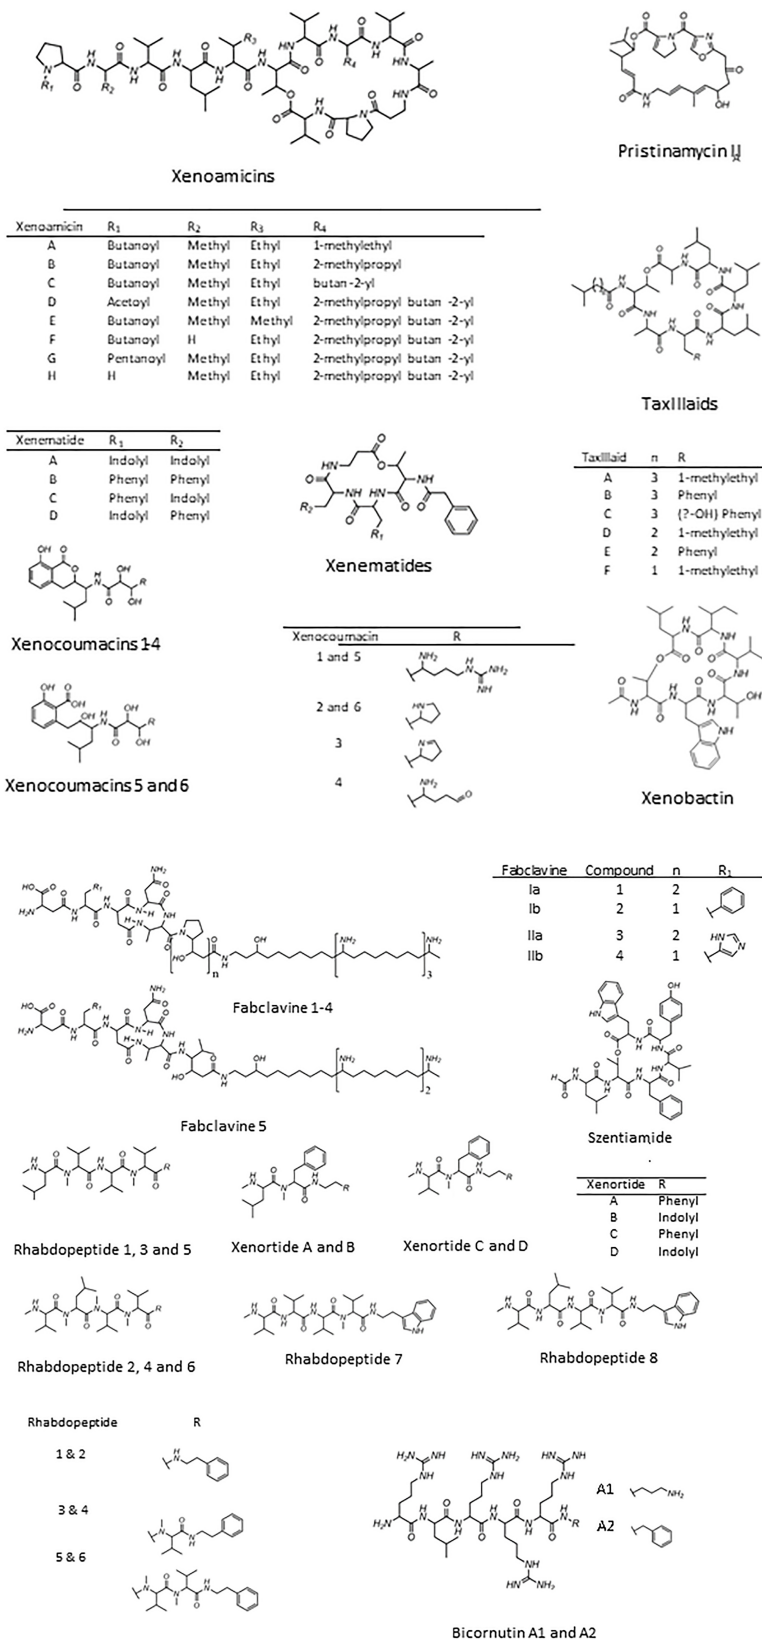 Xenoamicins
Pristinamycin II
A
Xenoamicin R1 R2 R3 R4
A Butanoyl Methyl Ethyl 1-methylethyl
B Butanoyl Methyl Ethyl 2-methylpropyl
C Butanoyl Methyl Ethyl butan-2-yl
D Acetoyl Methyl Ethyl 2-methylpropyl butan -2-yl
E Butanoyl Methyl Methyl 2-methylpropyl butan -2-yl
F Butanoyl H Ethyl 2-methylpropyl butan -2-yl
G Pentanoyl Methyl Ethyl 2-methylpropyl butan -2-yl
H H Methyl Ethyl 2-methylpropyl butan -2-yl
TaxIllaids
Xenematide R1 R2
A Indolyl Indolyl
B Phenyl Phenyl
C Phenyl Indolyl
D Indolyl Phenyl
Xenematides
TaxIllaid n R
A 3 1-methylethyl
B 3 Phenyl
C 3 (?-OH) Phenyl
D 2 1-methylethyl
E 2 Phenyl
F 1 1-methylethyl
Xenocoumacins 1-4
Xenocoumacins 5 and 6
Xenocoumacin R
1 and 5
2 and 6
3
4
Xenobactin
Fabclavine Compound n R1
Ia 1 2
Ib 2 1
IIa 3 2
IIb 4 1
Fabclavine 1-4
Fabclavine 5
Szentiamide
Rhabdopeptide 1, 3 and 5
Xenortide A and B
Xenortide C and D
Xenortide R
A Phenyl
B Indolyl
C Phenyl
D Indolyl
Rhabdopeptide 2, 4 and 6
Rhabdopeptide 7
Rhabdopeptide 8
Rhabdopeptide R
1 & 2
3 & 4
5 & 6
A1
A2
Bicornutin A1 and A2